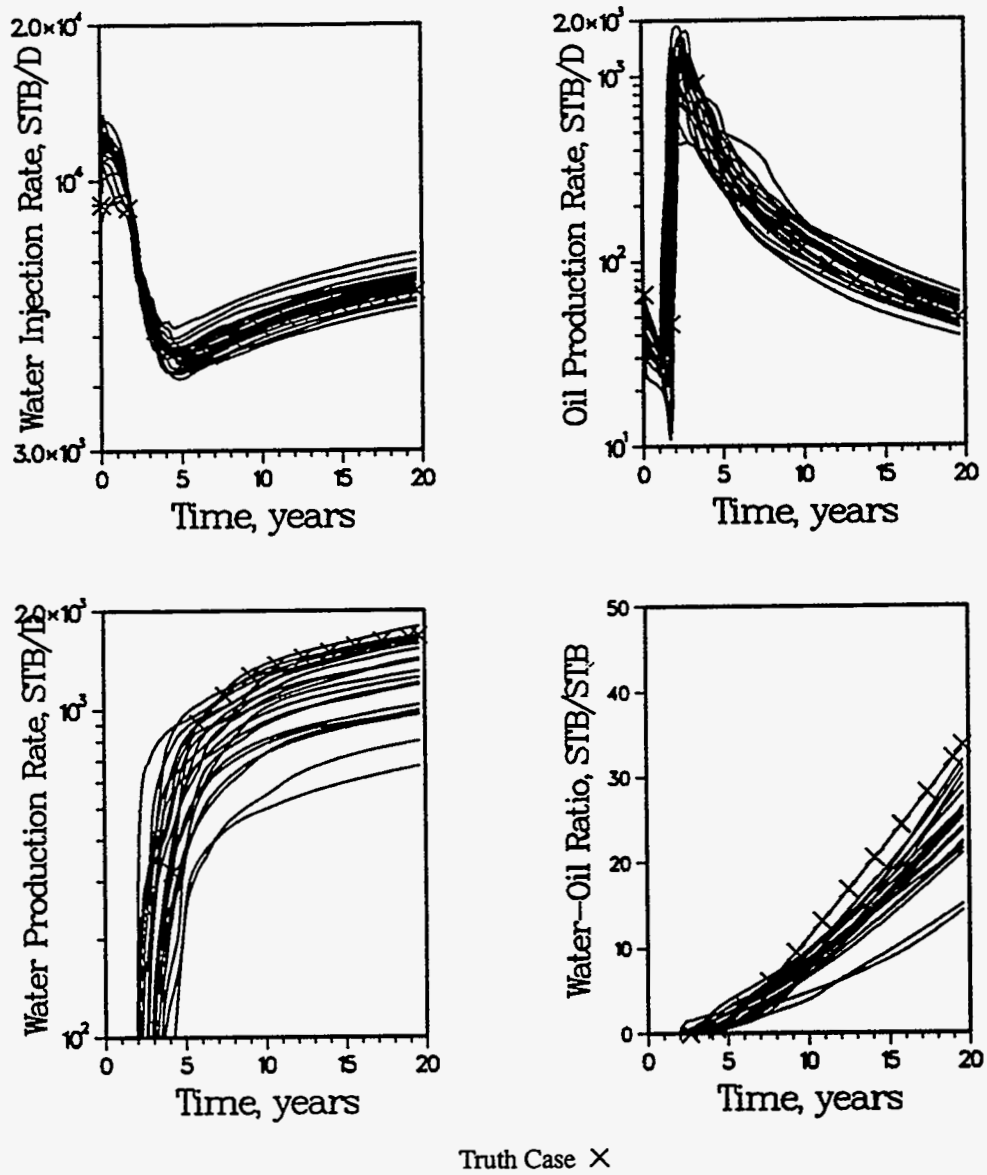 Water Injection Rate, STB/D
2.0×10⁴
10⁴
3.0×10³
0 5 10 15 20
Time, years
Oil Production Rate, STB/D
2.0×10³
10³
10²
10¹
0 5 10 15 20
Time, years
Water Production Rate, STB/D
2.0×10³
10³
10²
0 5 10 15 20
Time, years
Water-Oil Ratio, STB/STB
50
40
30
20
10
0
0 5 10 15 20
Time, years
Truth Case ×